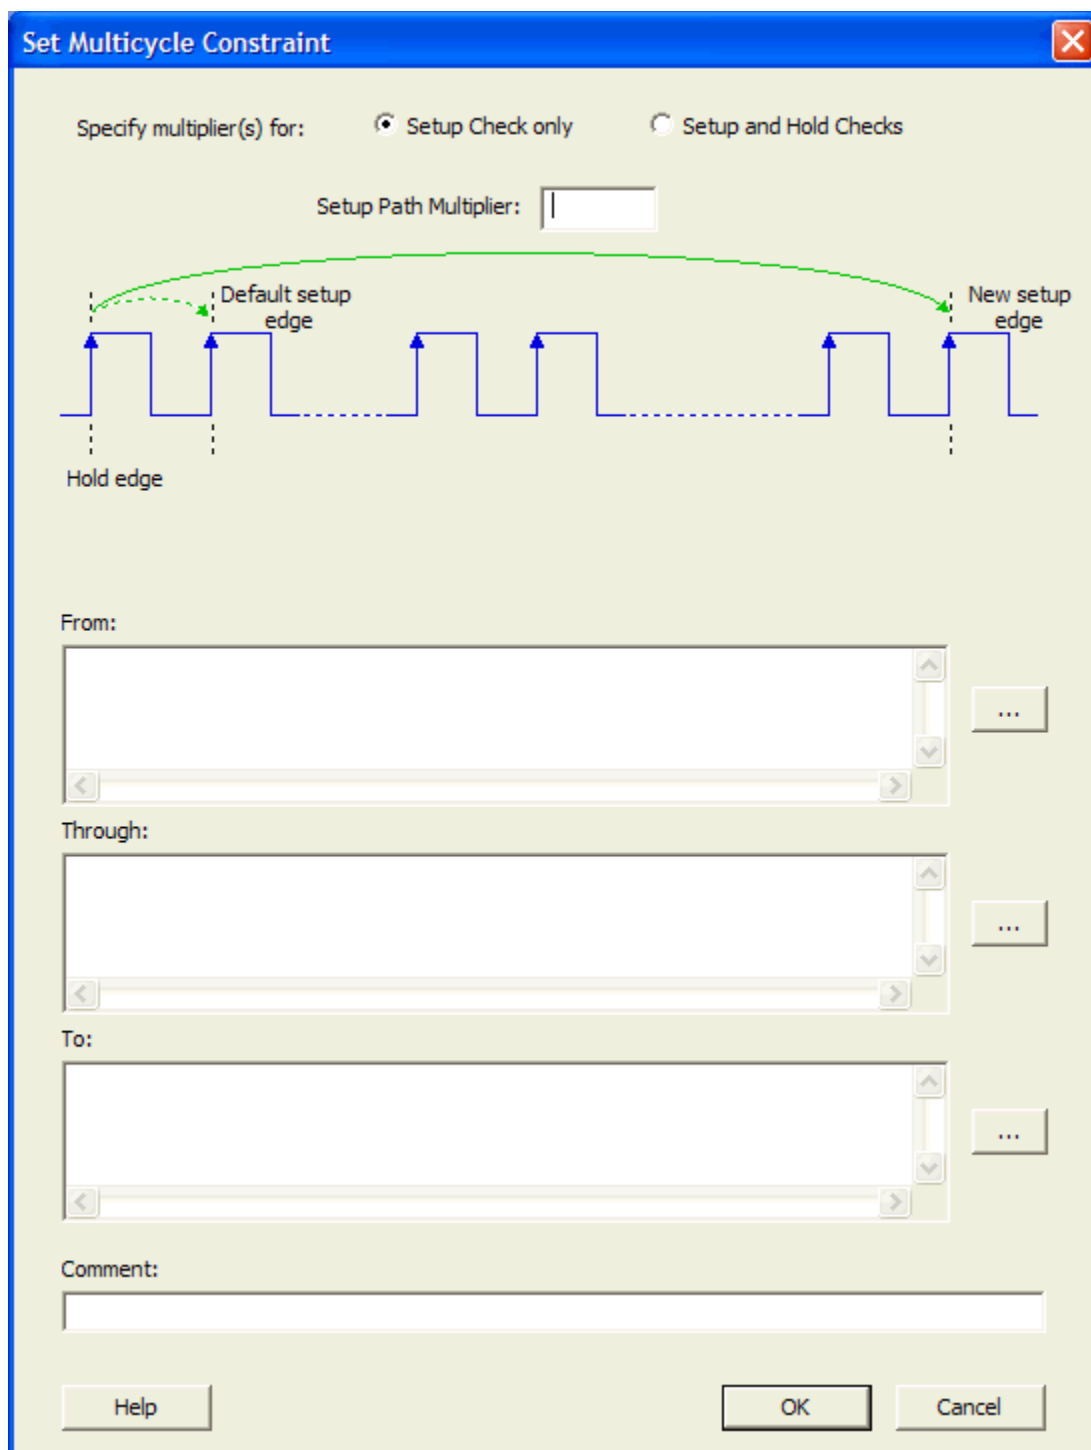 Set Multicycle Constraint
Specify multiplier(s) for: Setup Check only Setup and Hold Checks
Setup Path Multiplier:
Default setup edge
New setup edge
Hold edge
From:
...
Through:
...
To:
...
Comment:
Help OK Cancel